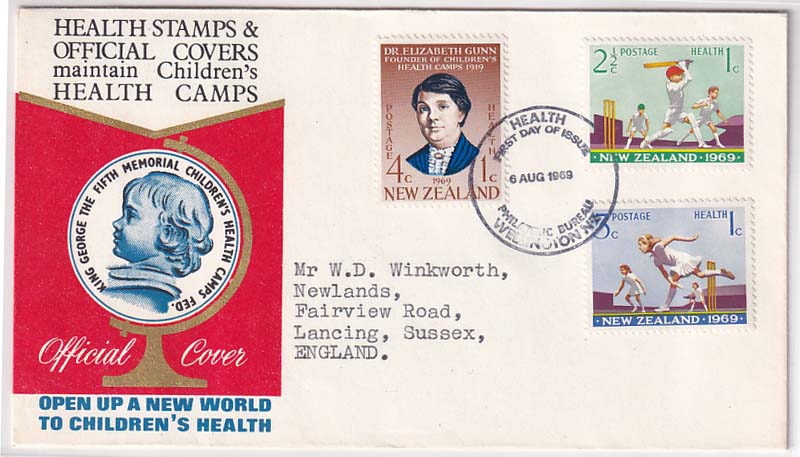 HEALTH STAMPS &
OFFICIAL COVERS
maintain Children's
HEALTH CAMPS
KING GEORGE THE FIFTH MEMORIAL CHILDREN'S HEALTH CAMPS FED.
Official Cover
OPEN UP A NEW WORLD
TO CHILDREN'S HEALTH
DR. ELIZABETH GUNN
FOUNDER OF CHILDREN'S
HEALTH CAMPS 1919
POSTAGE
HEALTH
4c 1969 1c
NEW ZEALAND
HEALTH
FIRST DAY OF ISSUE
6 AUG 1969
PHILATELIC BUREAU
WELLINGTON N.Z.
2½c POSTAGE HEALTH 1c
NEW ZEALAND 1969
3c POSTAGE HEALTH 1c
NEW ZEALAND 1969
Mr W.D. Winkworth,
Newlands,
Fairview Road,
Lancing, Sussex,
ENGLAND.